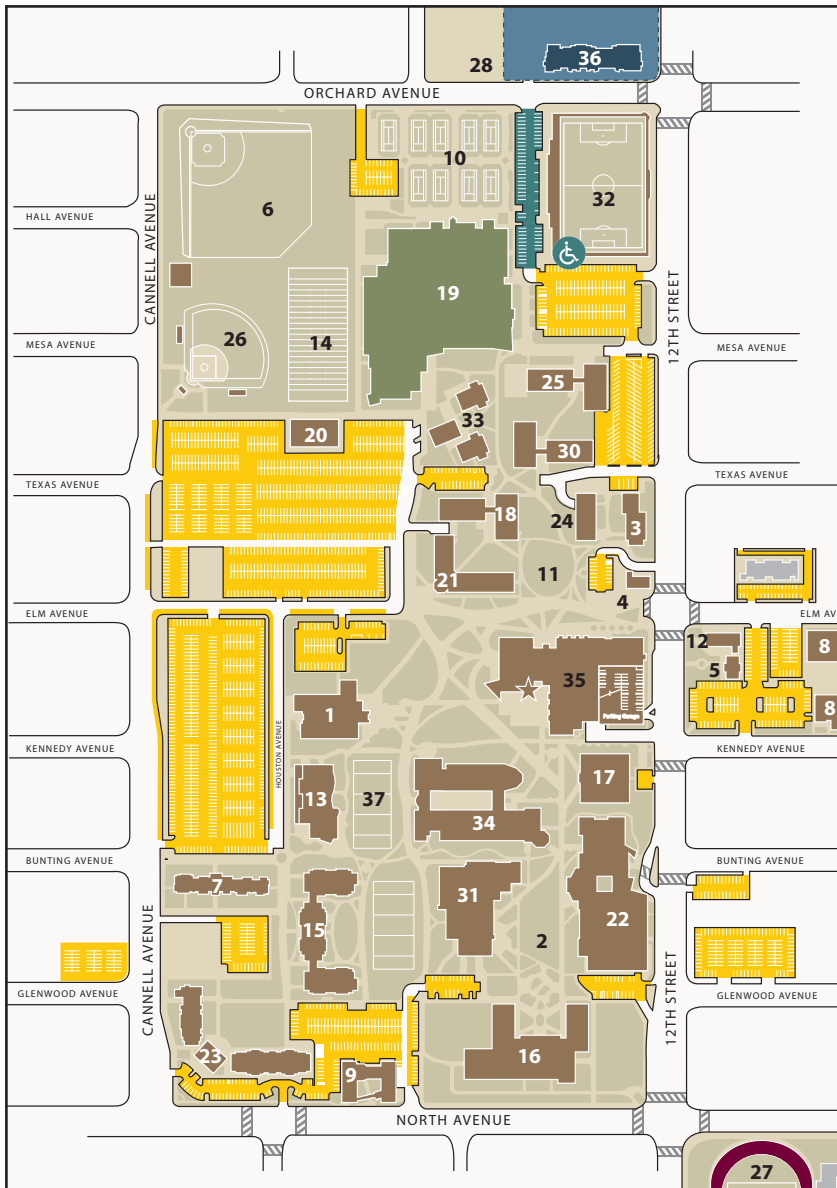 28
36
ORCHARD AVENUE
10
6
32
HALL AVENUE
CANNELL AVENUE
19
12TH STREET
26
14
MESA AVENUE
MESA AVENUE
25
33
20
30
TEXAS AVENUE
TEXAS AVENUE
18
24
3
11
21
4
ELM AVENUE
ELM AV
12
8
5
35
1
8
Parking Garage
KENNEDY AVENUE
HOUSTON AVENUE
KENNEDY AVENUE
17
13
37
34
BUNTING AVENUE
BUNTING AVENUE
7
31
15
22
2
CANNELL AVENUE
12TH STREET
GLENWOOD AVENUE
GLENWOOD AVENUE
23
16
9
NORTH AVENUE
27